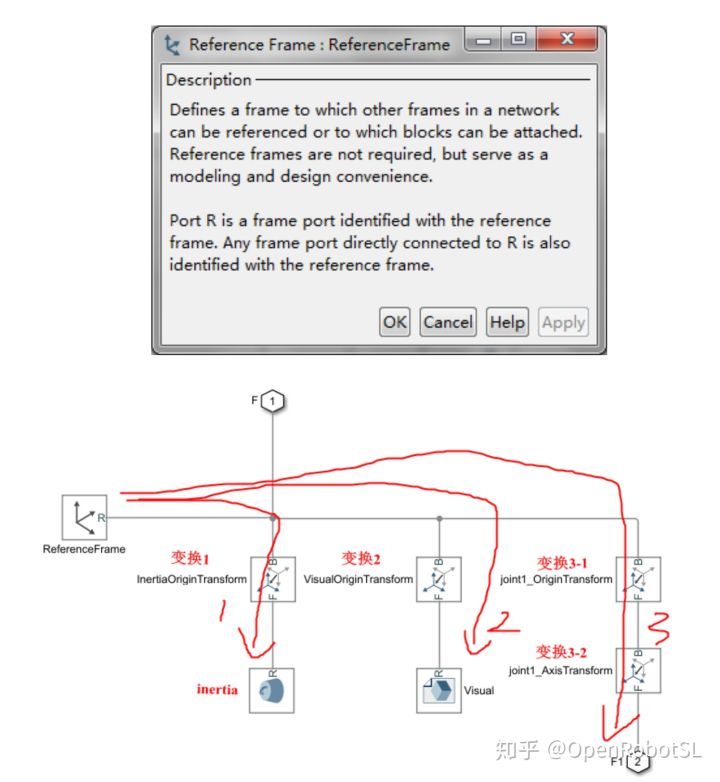 Reference Frame : ReferenceFrame
Description
Defines a frame to which other frames in a network
can be referenced or to which blocks can be attached.
Reference frames are not required, but serve as a
modeling and design convenience.
Port R is a frame port identified with the reference
frame. Any frame port directly connected to R is also
identified with the reference frame.
OK Cancel Help Apply
F 1
R
ReferenceFrame
变换1 变换2 变换3-1
B B B
InertiaOriginTransform VisualOriginTransform joint1_OriginTransform
F F F
1 2 3
变换3-2
B
joint1_AxisTransform
F
R R
inertia Visual
知乎 @OpenRobotSL
F1 2